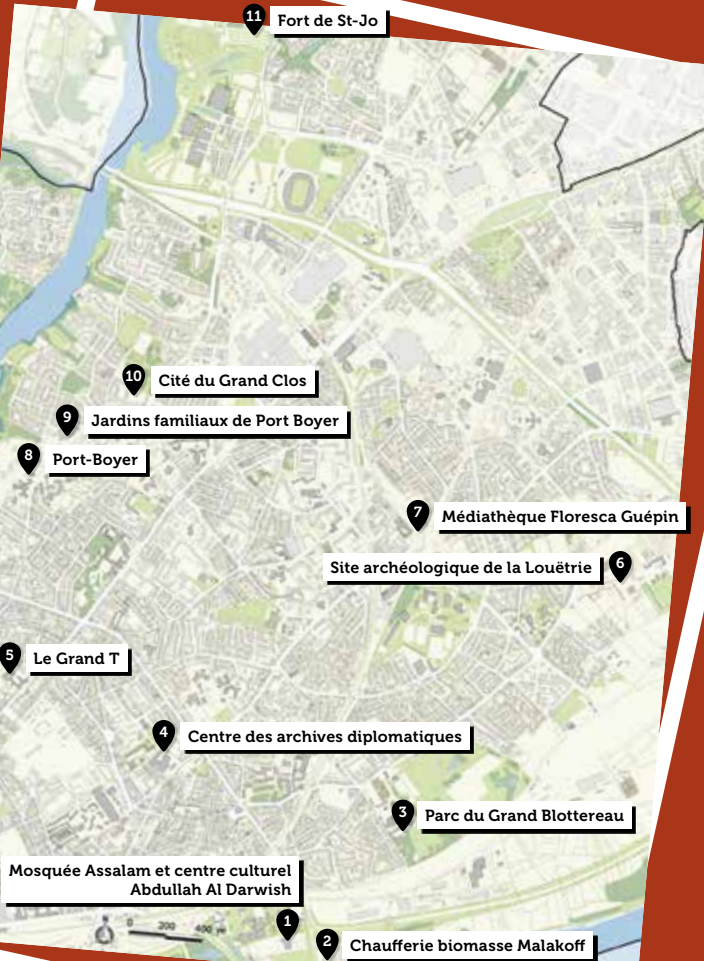 11 Fort de St-Jo
10 Cité du Grand Clos
9 Jardins familiaux de Port Boyer
8 Port-Boyer
7 Médiathèque Floresca Guépin
Site archéologique de la Louëtrie 6
5 Le Grand T
4 Centre des archives diplomatiques
3 Parc du Grand Blottereau
Mosquée Assalam et centre culturel
Abdullah Al Darwish
1
0 200 400 m
2 Chaufferie biomasse Malakoff